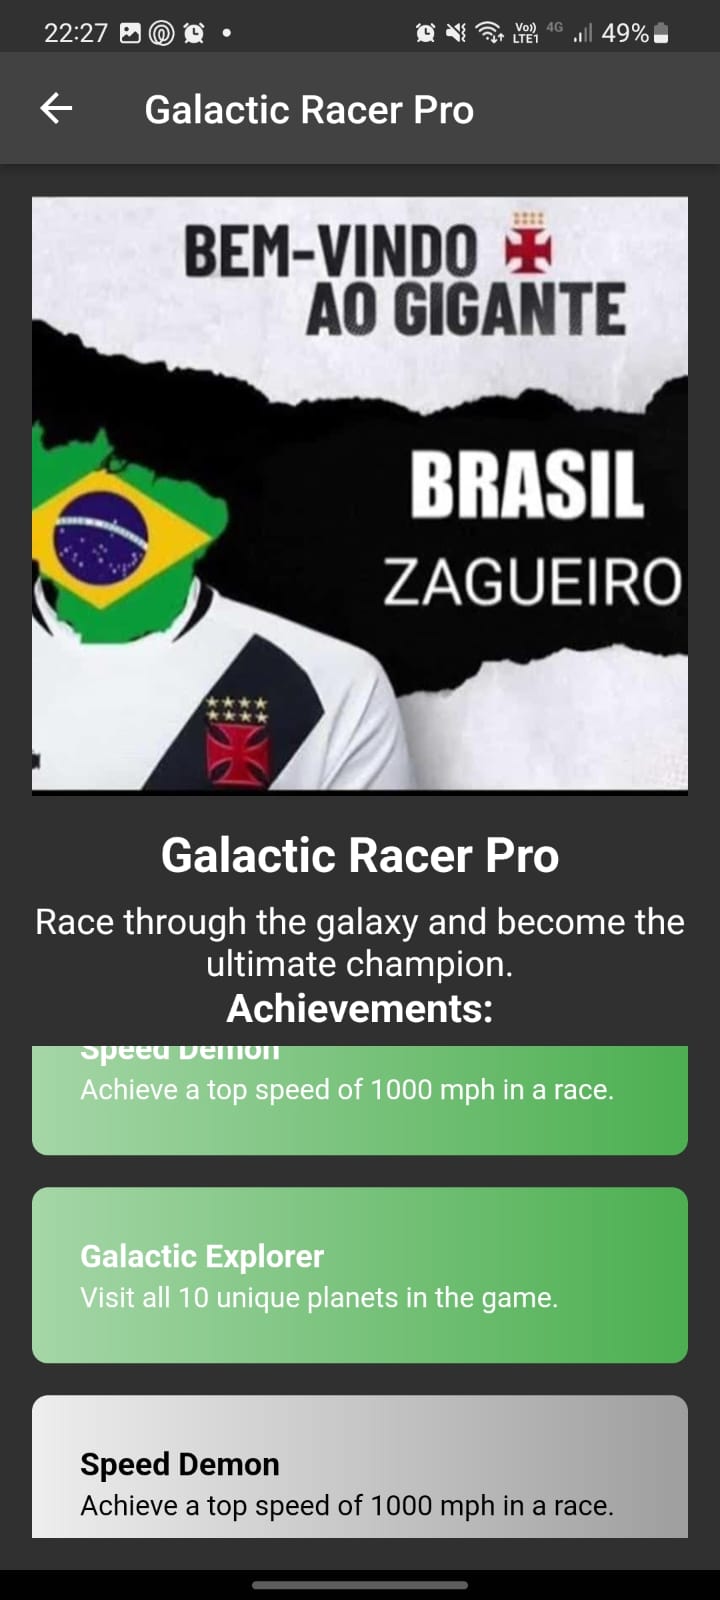 22:27
Vo)) 4G
LTE1
49%
Galactic Racer Pro
BEM-VINDO
AO GIGANTE
BRASIL
ZAGUEIRO
Galactic Racer Pro
Race through the galaxy and become the
ultimate champion.
Achievements:
Speed Demon
Achieve a top speed of 1000 mph in a race.
Galactic Explorer
Visit all 10 unique planets in the game.
Speed Demon
Achieve a top speed of 1000 mph in a race.